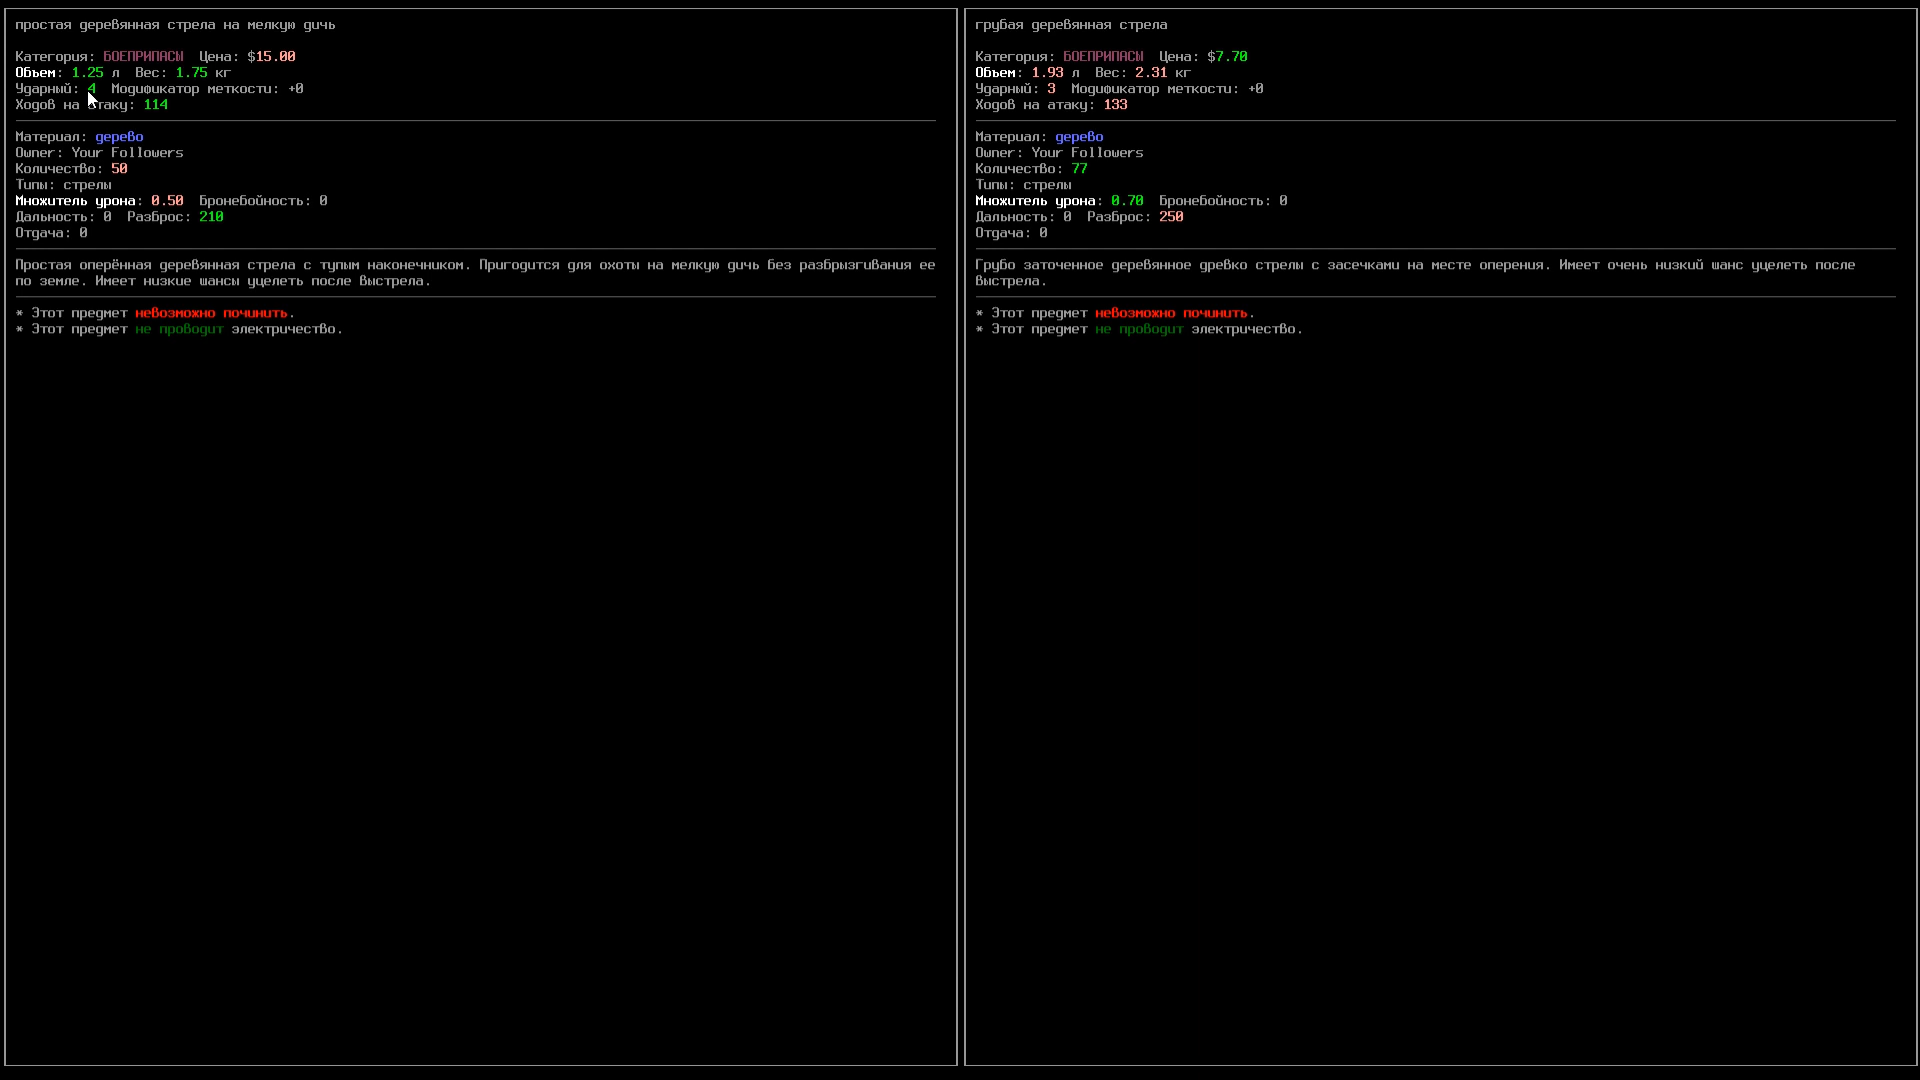 простая деревянная стрела на мелкую дичь
Категория: БОЕПРИПАСЫ  Цена: $15.00
Объем: 1.25 л  Вес: 1.75 кг
Ударный: 4  Модификатор меткости: +0
Ходов на атаку: 114
Материал: дерево
Owner: Your Followers
Количество: 50
Типы: стрелы
Множитель урона: 0.50  Бронебойность: 0
Дальность: 0  Разброс: 210
Отдача: 0
Простая оперённая деревянная стрела с тупым наконечником. Пригодится для охоты на мелкую дичь без разбрызгивания ее
по земле. Имеет низкие шансы уцелеть после выстрела.
* Этот предмет невозможно починить.
* Этот предмет не проводит электричество.
грубая деревянная стрела
Категория: БОЕПРИПАСЫ  Цена: $7.70
Объем: 1.93 л  Вес: 2.31 кг
Ударный: 3  Модификатор меткости: +0
Ходов на атаку: 133
Материал: дерево
Owner: Your Followers
Количество: 77
Типы: стрелы
Множитель урона: 0.70  Бронебойность: 0
Дальность: 0  Разброс: 250
Отдача: 0
Грубо заточенное деревянное древко стрелы с засечками на месте оперения. Имеет очень низкий шанс уцелеть после
выстрела.
* Этот предмет невозможно починить.
* Этот предмет не проводит электричество.